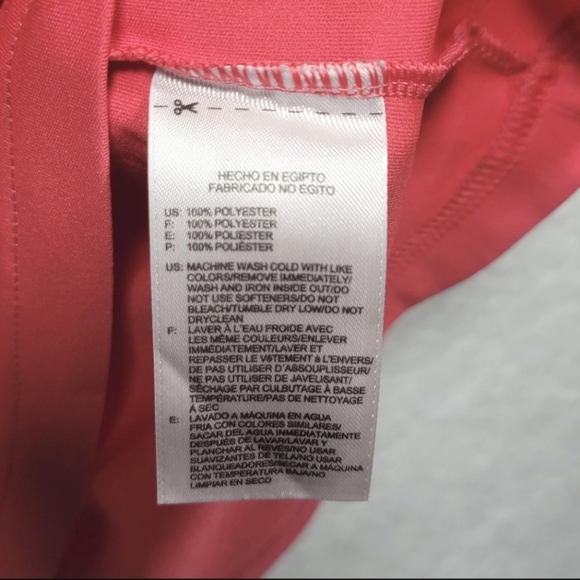 HECHO EN EGIPTO
FABRICADO NO EGITO
US: 100% POLYESTER
F: 100% POLYESTER
E: 100% POLIESTER
P: 100% POLIÉSTER
US: MACHINE WASH COLD WITH LIKE
COLORS/REMOVE IMMEDIATELY/
WASH AND IRON INSIDE OUT/DO
NOT USE SOFTENERS/DO NOT
BLEACH/TUMBLE DRY LOW/DO NOT
DRYCLEAN
F: LAVER À L'EAU FROIDE AVEC
LES MÊME COULEURS/ENLEVER
IMMÉDIATEMENT/LAVER ET
REPASSER LE VêTEMENT à L'ENVERS/
DE PAS UTILISER D'ASSOUPLISSEUR/
NE PAS UTILISER DE JAVELISANT/
SÉCHAGE PAR CULBUTAGE À BASSE
TEMPÉRATURE/PAS DE NETTOYAGE
À SEC
E: LAVADO A MÁQUINA EN AGUA
FRIA CON COLORES SIMILARES/
SACAR DEL AGUA INMEDIATAMENTE
DESPUÉS DE LAVAR/LAVAR Y
PLANCHAR AL REVÉS/NO USAR
SUAVIZANTES DE TELA/NO USAR
BLANQUEADORES/SECAR A MÁQUINA
CON TEMPERATURA BAJA/NO
LIMPIAR EN SECO